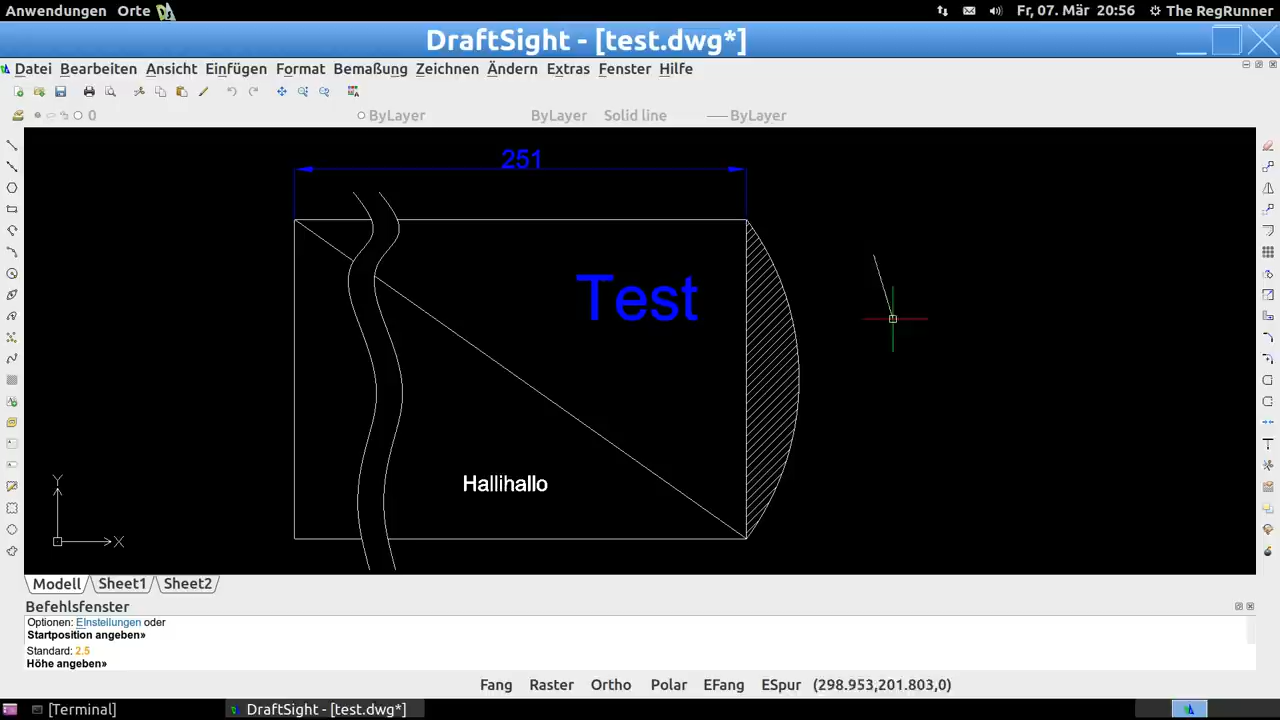 Anwendungen Orte Fr, 07. Mär 20:56 The RegRunner
DraftSight - [test.dwg*]
Datei Bearbeiten Ansicht Einfügen Format Bemaßung Zeichnen Ändern Extras Fenster Hilfe
0 ByLayer ByLayer Solid line ByLayer
251
Test
Hallihallo
Y
X
Modell Sheet1 Sheet2
Befehlsfenster
Optionen: EInstellungen oder
Startposition angeben»
Standard: 2.5
Höhe angeben»
Fang Raster Ortho Polar EFang ESpur (298.953,201.803,0)
[Terminal] DraftSight - [test.dwg*]